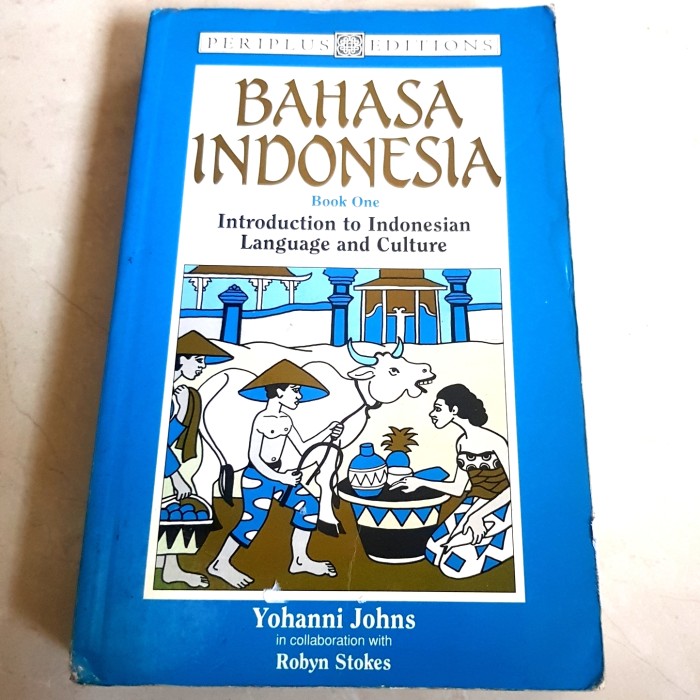 PERIPLUS EDITIONS
BAHASA
INDONESIA
Book One
Introduction to Indonesian
Language and Culture
Yohanni Johns
in collaboration with
Robyn Stokes